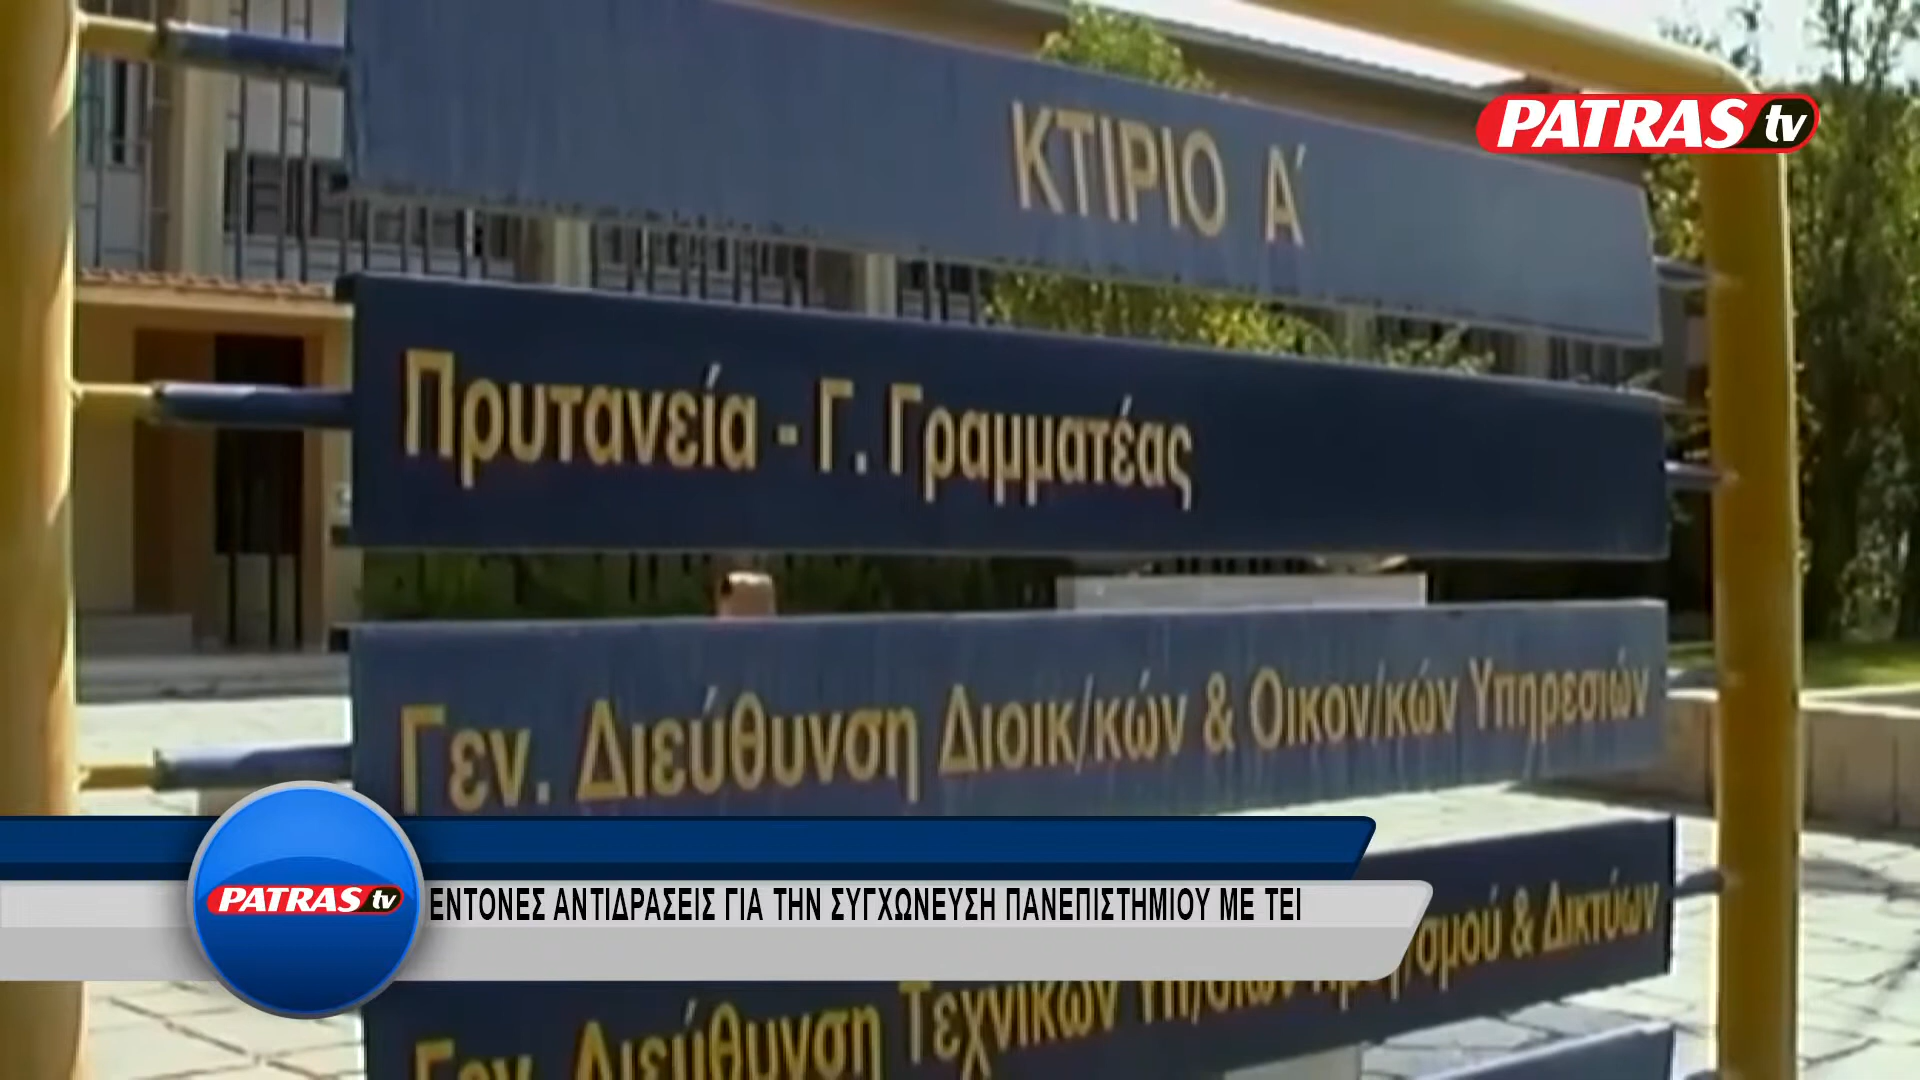 ΚΤΙΡΙΟ Α΄
PATRAS tv
Πρυτανεία - Γ. Γραμματέας
Γεν. Διεύθυνση Διοικ/κών & Οικον/κών Υπηρεσιών
PATRAS tv
ΕΝΤΟΝΕΣ ΑΝΤΙΔΡΑΣΕΙΣ ΓΙΑ ΤΗΝ ΣΥΓΧΩΝΕΥΣΗ ΠΑΝΕΠΙΣΤΗΜΙΟΥ ΜΕ ΤΕΙ
Γεν. Διεύθυνση Τεχνικών & Δικτύων